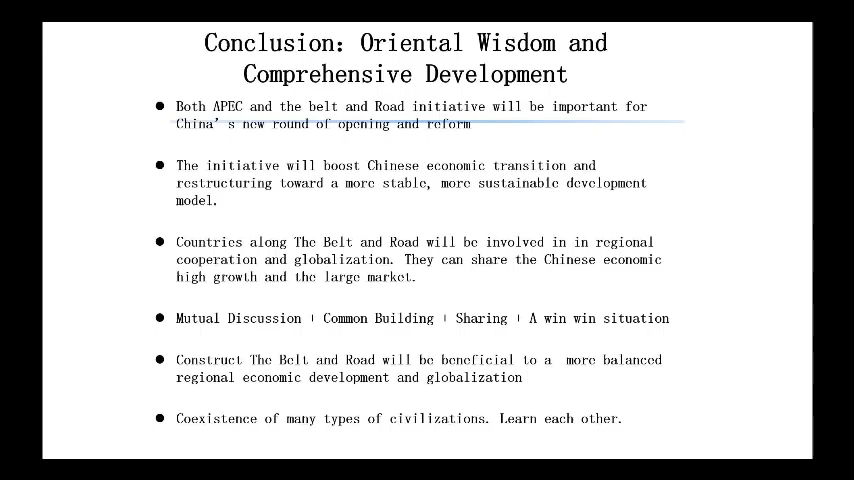 Conclusion: Oriental Wisdom and
Comprehensive Development
● Both APEC and the belt and Road initiative will be important for
China's new round of opening and reform
● The initiative will boost Chinese economic transition and
restructuring toward a more stable, more sustainable development
model.
● Countries along The Belt and Road will be involved in in regional
cooperation and globalization. They can share the Chinese economic
high growth and the large market.
● Mutual Discussion + Common Building + Sharing + A win win situation
● Construct The Belt and Road will be beneficial to a more balanced
regional economic development and globalization
● Coexistence of many types of civilizations. Learn each other.